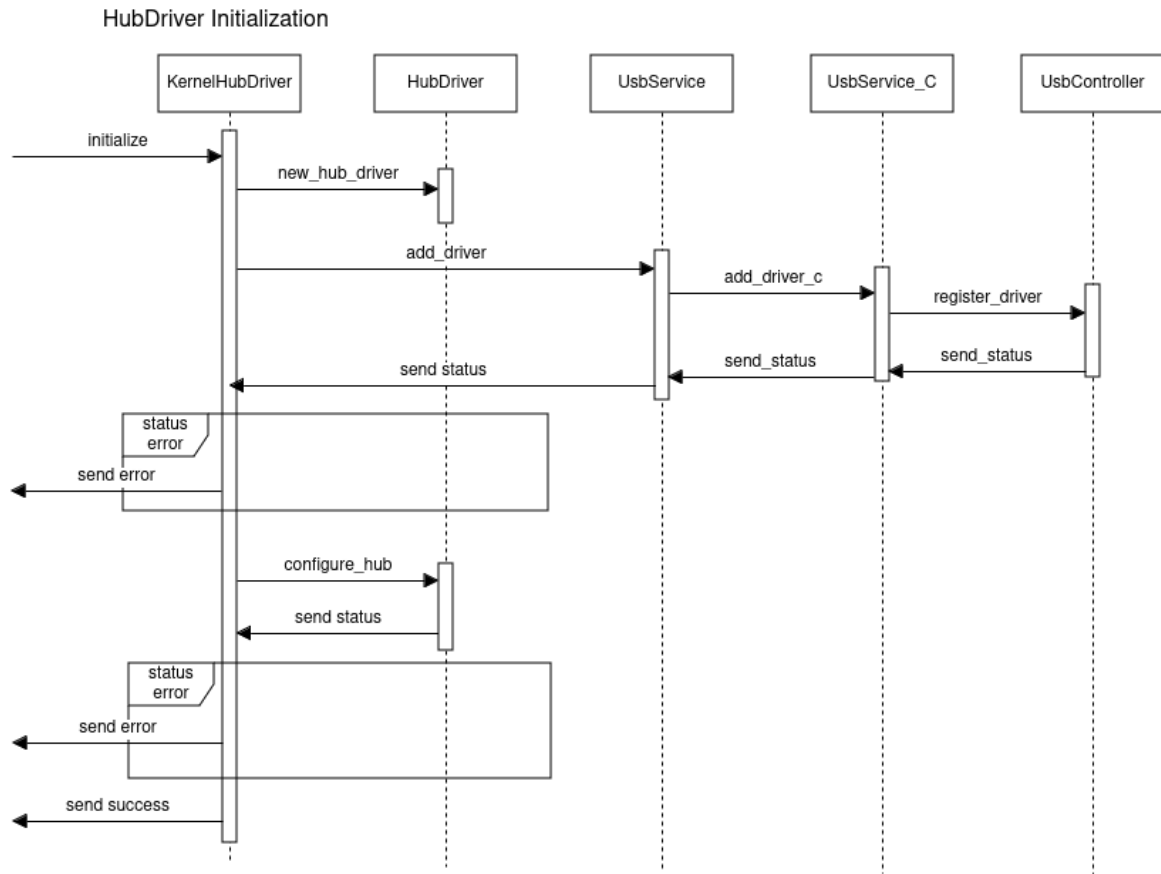 HubDriver Initialization
KernelHubDriver
HubDriver
UsbService
UsbService_C
UsbController
initialize
new_hub_driver
add_driver
add_driver_c
register_driver
send_status
send_status
send status
status
error
send error
configure_hub
send status
status
error
send error
send success